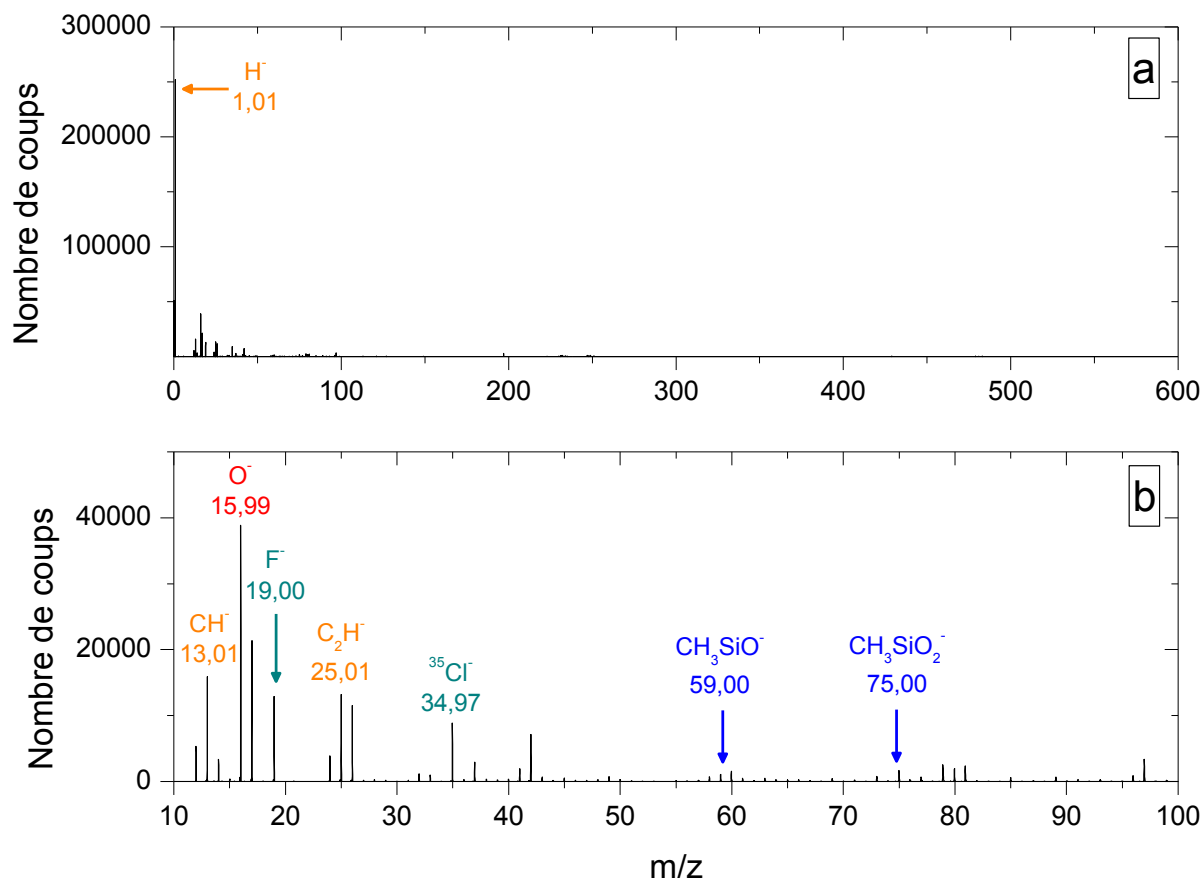 300000
a
H⁻
1,01
200000
100000
Nombre de coups
0 100 200 300 400 500 600
b
O⁻
15,99
40000
F⁻
19,00
CH⁻
13,01
C₂H⁻
25,01
³⁵Cl⁻
34,97
CH₃SiO⁻
59,00
CH₃SiO₂⁻
75,00
20000
0
Nombre de coups
10 20 30 40 50 60 70 80 90 100
m/z